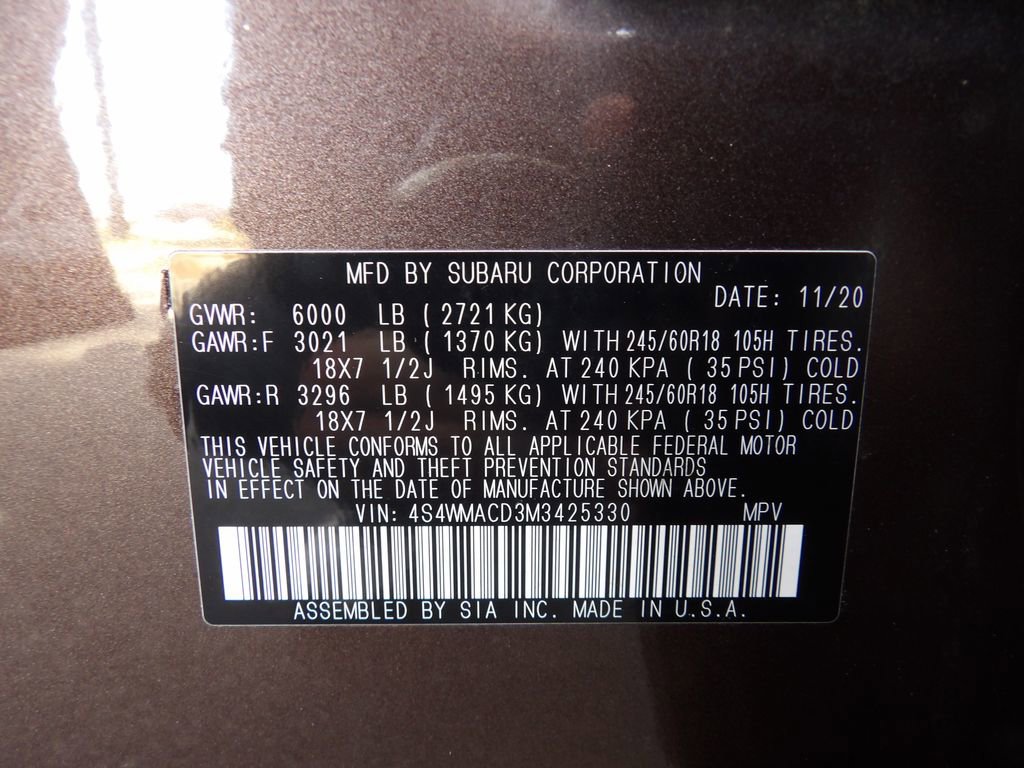 MFD BY SUBARU CORPORATION
DATE: 11/20
GVWR: 6000 LB ( 2721 KG)
GAWR:F 3021 LB ( 1370 KG) WITH 245/60R18 105H TIRES.
18X7 1/2J RIMS. AT 240 KPA ( 35 PSI) COLD
GAWR:R 3296 LB ( 1495 KG) WITH 245/60R18 105H TIRES.
18X7 1/2J RIMS. AT 240 KPA ( 35 PSI) COLD
THIS VEHICLE CONFORMS TO ALL APPLICABLE FEDERAL MOTOR
VEHICLE SAFETY AND THEFT PREVENTION STANDARDS
IN EFFECT ON THE DATE OF MANUFACTURE SHOWN ABOVE.
VIN: 4S4WMACD3M3425330 MPV
ASSEMBLED BY SIA INC. MADE IN U.S.A.